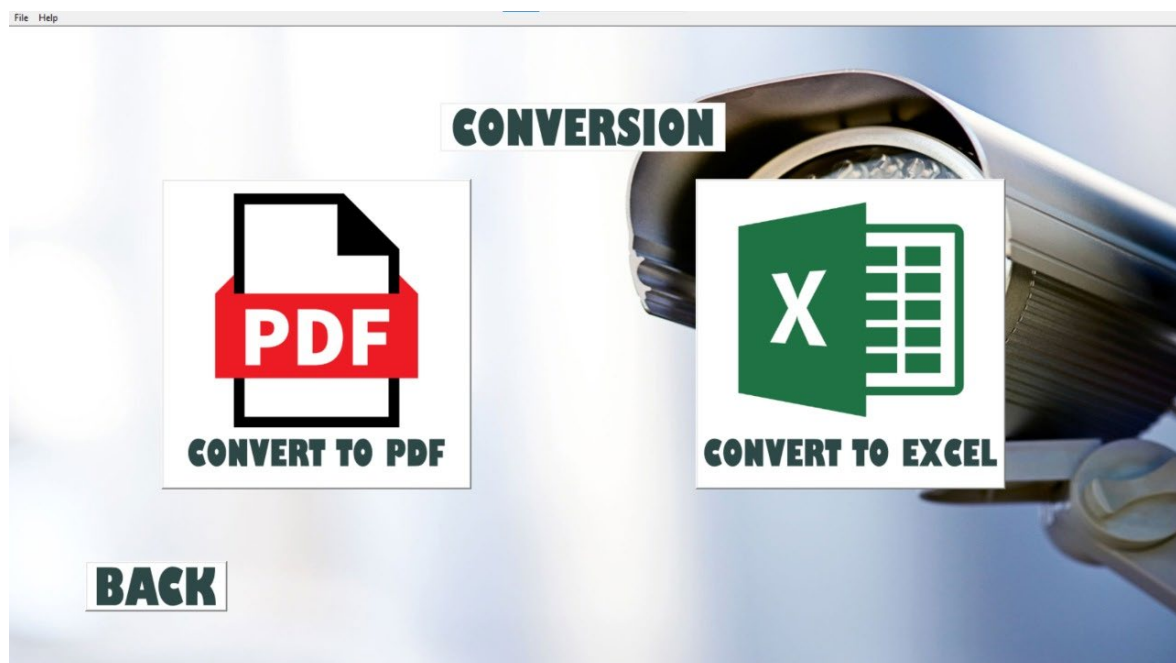 File Help
CONVERSION
PDF
X
CONVERT TO PDF
CONVERT TO EXCEL
BACK